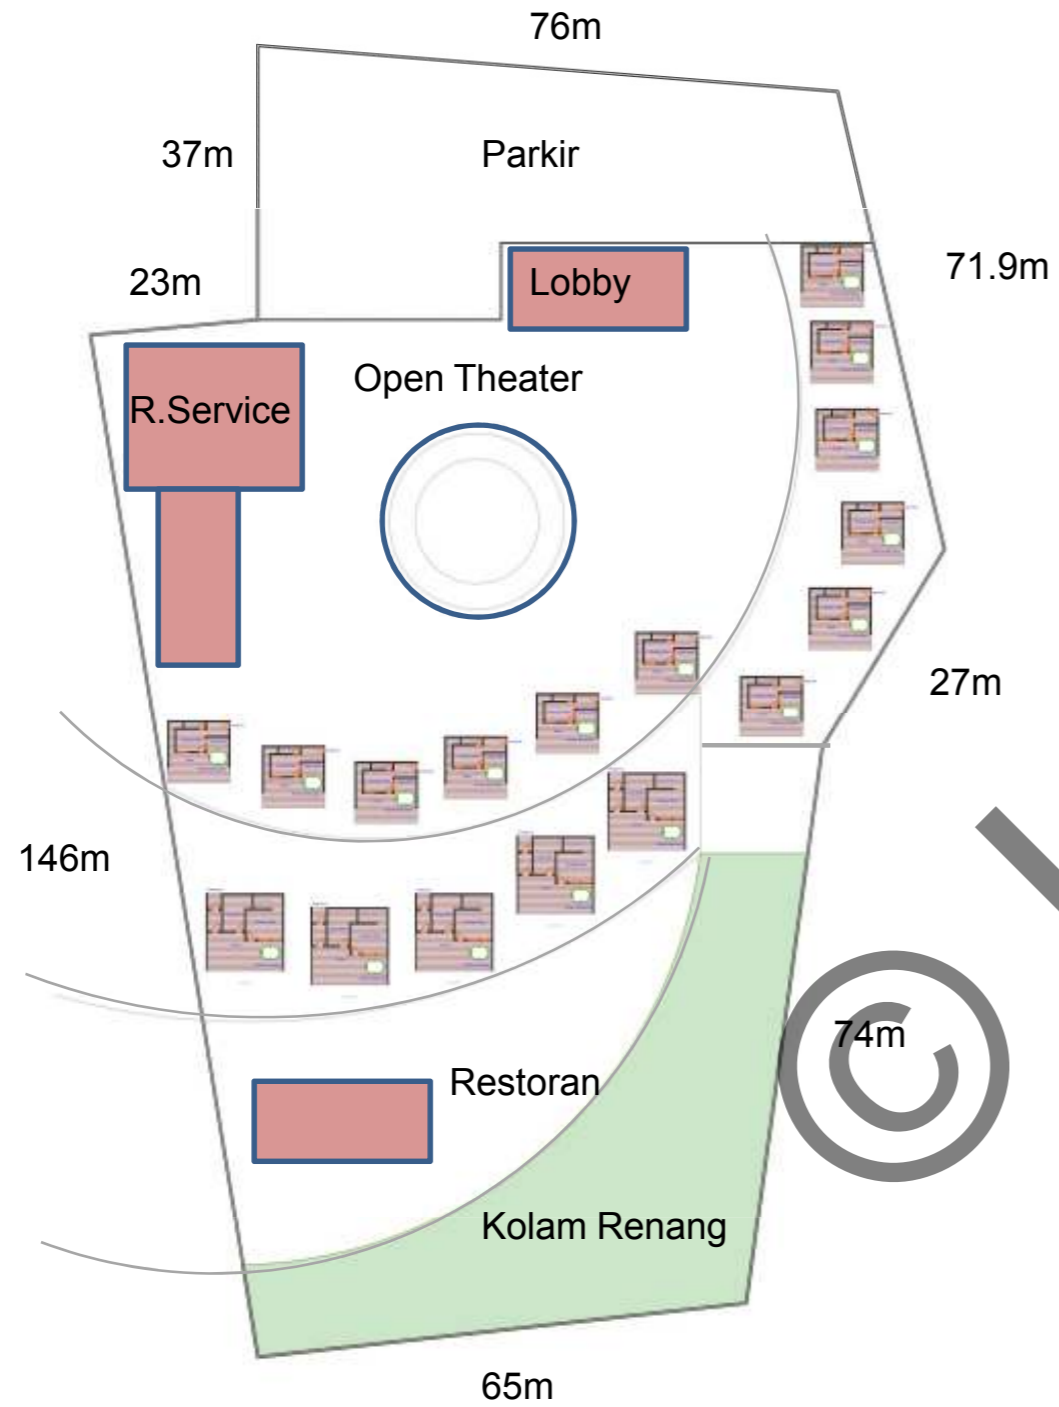 76m
37m
Parkir
23m
Lobby
71.9m
Open Theater
R.Service
27m
146m
74m
Restoran
Kolam Renang
65m